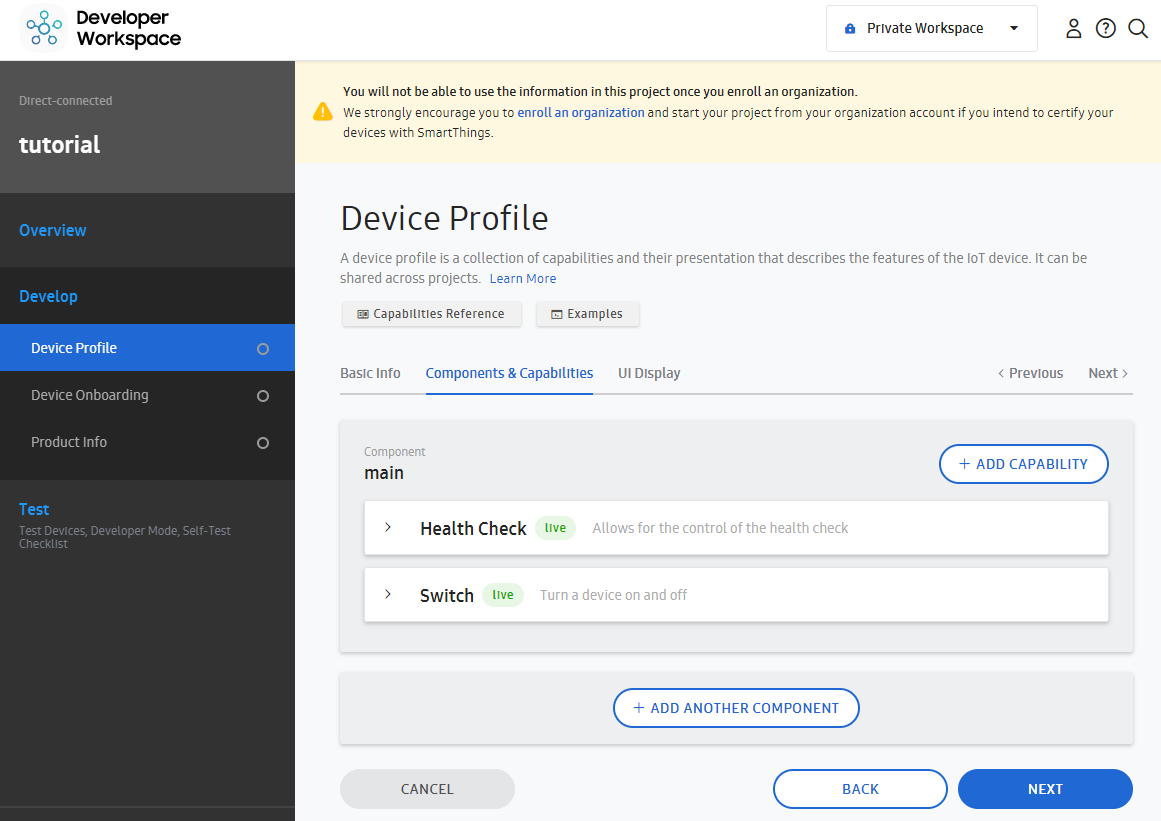 Developer
Workspace
Private Workspace
Direct-connected
tutorial
Overview
Develop
Device Profile
Device Onboarding
Product Info
Test
Test Devices, Developer Mode, Self-Test
Checklist
You will not be able to use the information in this project once you enroll an organization.
We strongly encourage you to enroll an organization and start your project from your organization account if you intend to certify your
devices with SmartThings.
Device Profile
A device profile is a collection of capabilities and their presentation that describes the features of the IoT device. It can be
shared across projects. Learn More
Capabilities Reference
Examples
Basic Info
Components & Capabilities
UI Display
< Previous
Next >
Component
main
+ ADD CAPABILITY
Health Check live Allows for the control of the health check
Switch live Turn a device on and off
+ ADD ANOTHER COMPONENT
CANCEL
BACK
NEXT